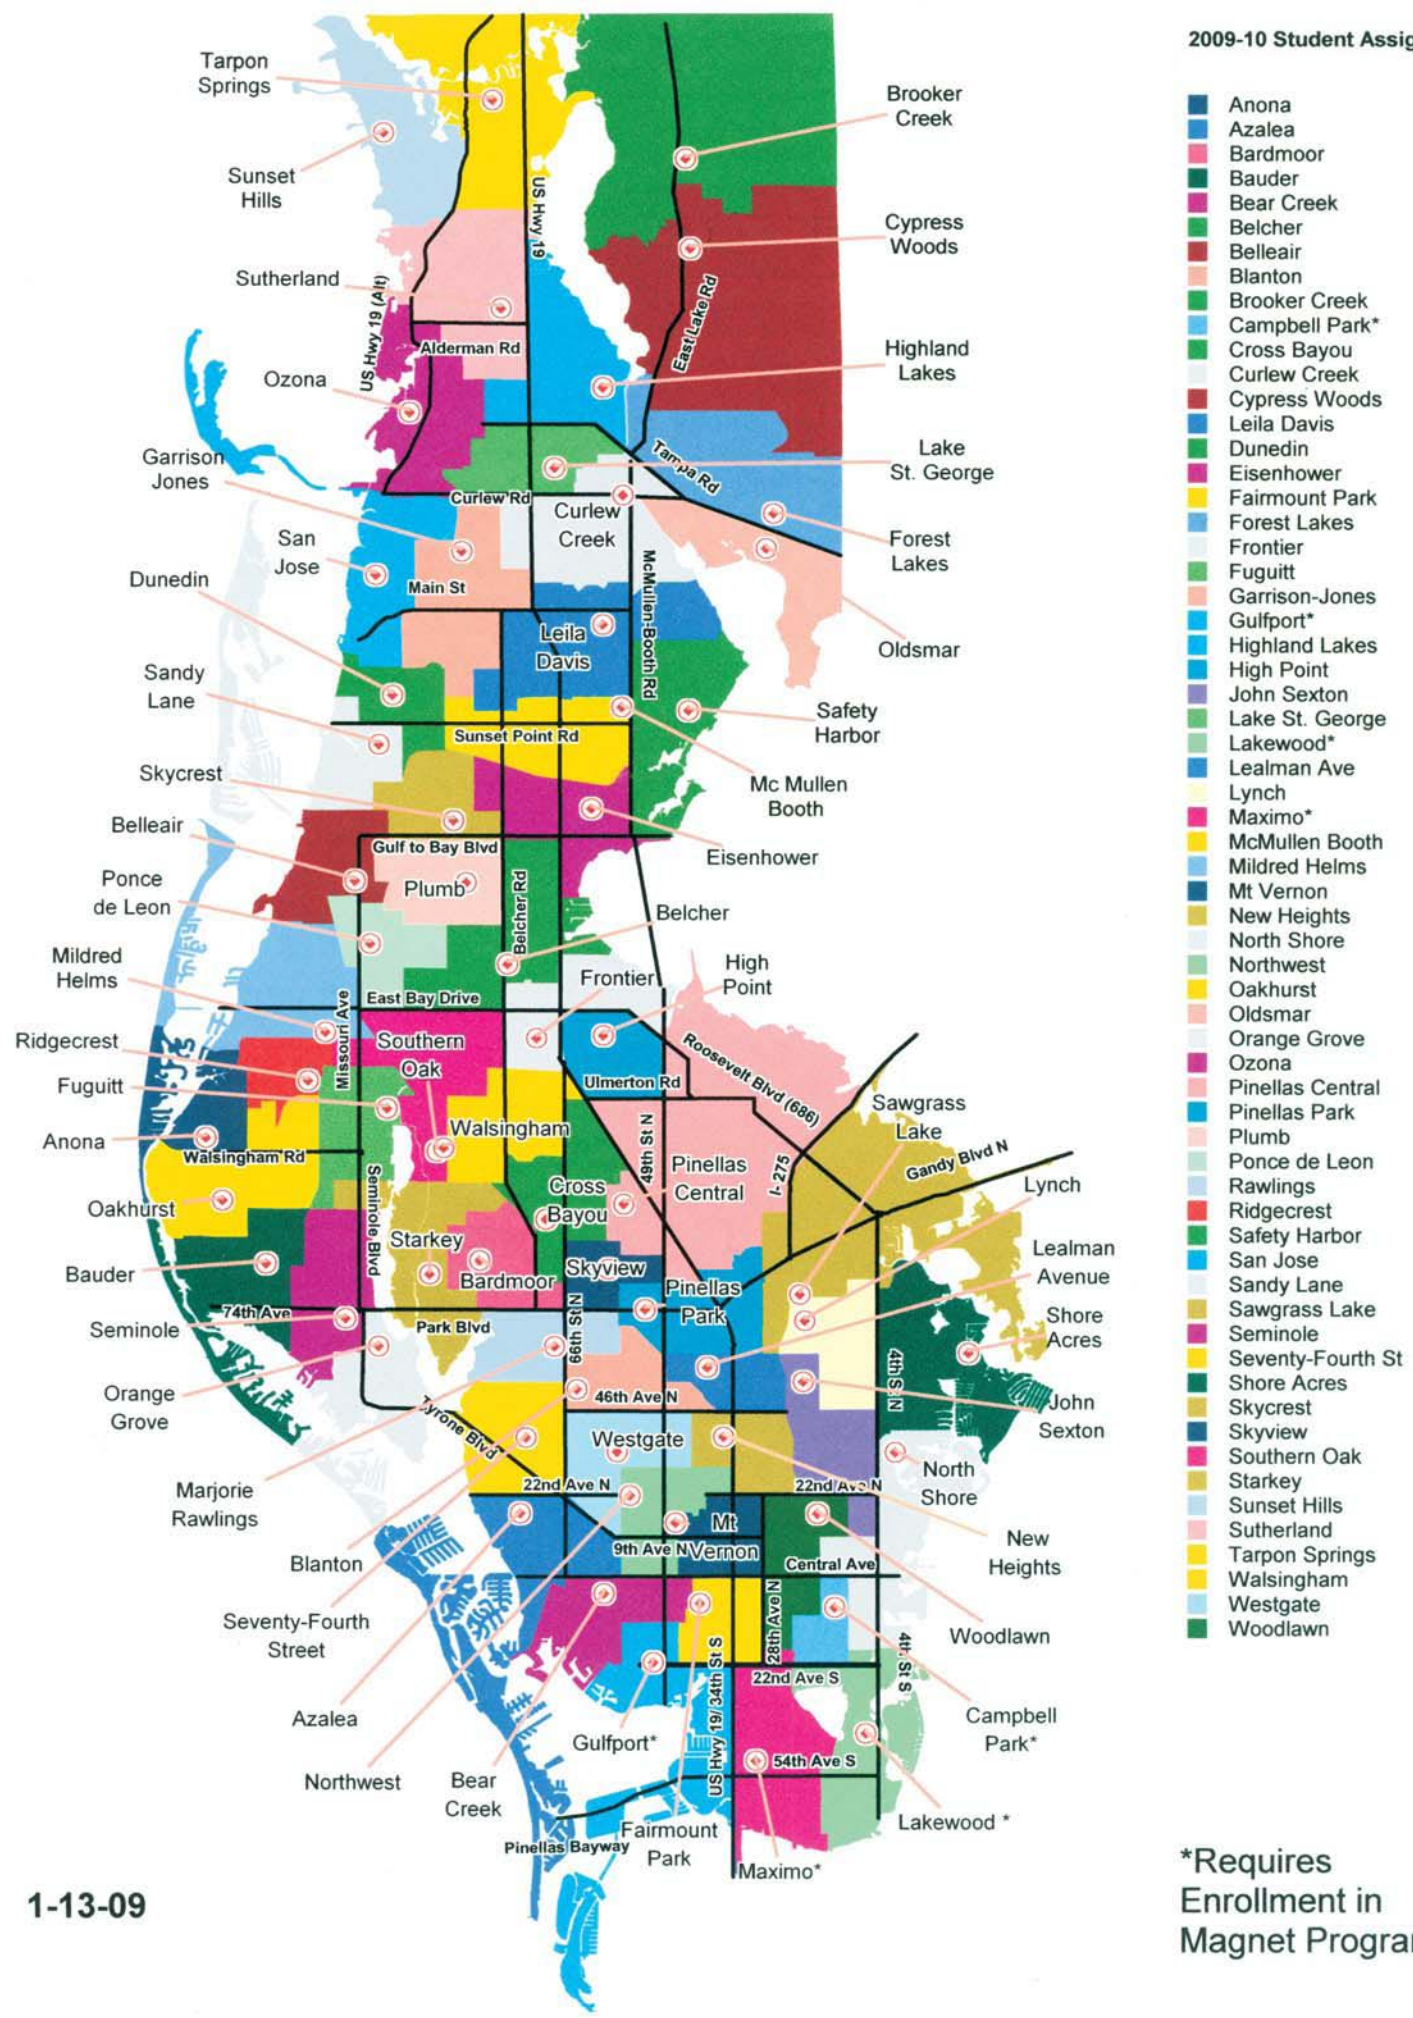 2009-10 Student Assig
Tarpon
Springs
Sunset
Hills
Brooker
Creek
Cypress
Woods
US Hwy 19
Sutherland
US Hwy 19 (Alt)
East Lake Rd
Alderman Rd
Highland
Lakes
Ozona
Garrison
Jones
Tampa Rd
Lake
St. George
Curlew Rd
Curlew
Creek
San
Jose
Forest
Lakes
Dunedin
Main St
McMullen-Booth Rd
Leila
Davis
Oldsmar
Sandy
Lane
Safety
Harbor
Sunset Point Rd
Skycrest
Mc Mullen
Booth
Belleair
Gulf to Bay Blvd
Eisenhower
Ponce
de Leon
Plumb
Belcher Rd
Belcher
Mildred
Helms
Frontier
High
Point
East Bay Drive
Missouri Ave
Ridgecrest
Southern
Oak
Roosevelt Blvd (686)
Fuguitt
Ulmerton Rd
Sawgrass
Lake
Anona
Walsingham
49th St N
Walsingham Rd
Pinellas
Central
I- 275
Gandy Blvd N
Seminole Blvd
Cross
Bayou
Lynch
Oakhurst
Starkey
Lealman
Avenue
Bauder
Bardmoor
Skyview
Pinellas
Park
74th Ave
Seminole
Park Blvd
66th St N
Shore
Acres
4th S. N
Orange
Grove
46th Ave N
Tyrone Blvd
John
Sexton
Westgate
Marjorie
Rawlings
22nd Ave N
22nd Ave N
North
Shore
Mt
Vernon
9th Ave N
Central Ave
New
Heights
Blanton
28th Ave N
Seventy-Fourth
Street
Woodlawn
22nd Ave S
4th St S
US Hwy 19/ 34th St S
Azalea
Gulfport*
Campbell
Park*
54th Ave S
Northwest
Bear
Creek
Lakewood *
Fairmount
Park
Pinellas Bayway
Maximo*
1-13-09
Anona
Azalea
Bardmoor
Bauder
Bear Creek
Belcher
Belleair
Blanton
Brooker Creek
Campbell Park*
Cross Bayou
Curlew Creek
Cypress Woods
Leila Davis
Dunedin
Eisenhower
Fairmount Park
Forest Lakes
Frontier
Fuguitt
Garrison-Jones
Gulfport*
Highland Lakes
High Point
John Sexton
Lake St. George
Lakewood*
Lealman Ave
Lynch
Maximo*
McMullen Booth
Mildred Helms
Mt Vernon
New Heights
North Shore
Northwest
Oakhurst
Oldsmar
Orange Grove
Ozona
Pinellas Central
Pinellas Park
Plumb
Ponce de Leon
Rawlings
Ridgecrest
Safety Harbor
San Jose
Sandy Lane
Sawgrass Lake
Seminole
Seventy-Fourth St
Shore Acres
Skycrest
Skyview
Southern Oak
Starkey
Sunset Hills
Sutherland
Tarpon Springs
Walsingham
Westgate
Woodlawn
*Requires
Enrollment in
Magnet Progra